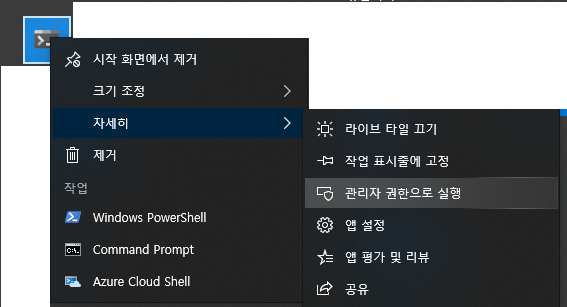 시작 화면에서 제거
크기 조정
자세히
제거
작업
Windows PowerShell
Command Prompt
Azure Cloud Shell
라이브 타일 끄기
작업 표시줄에 고정
관리자 권한으로 실행
앱 설정
앱 평가 및 리뷰
공유